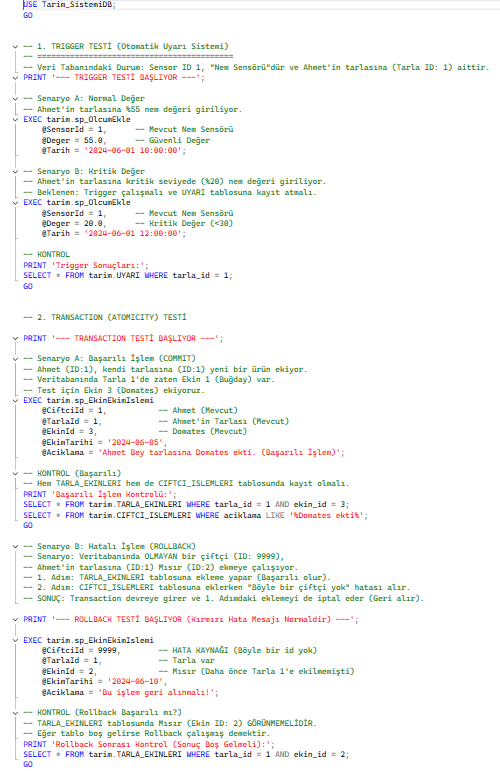 USE Tarim_SistemiDB;
GO
-- 1. TRIGGER TESTİ (Otomatik Uyarı Sistemi)
-- =========================================
-- Veri Tabanındaki Durum: Sensor ID 1, "Nem Sensörü"dür ve Ahmet'in tarlasına (Tarla ID: 1) aittir.
PRINT '--- TRIGGER TESTİ BAŞLIYOR ---';
-- Senaryo A: Normal Değer
-- Ahmet'in tarlasına %55 nem değeri giriliyor.
EXEC tarim.sp_OlcumEkle
@SensorId = 1, -- Mevcut Nem Sensörü
@Deger = 55.0, -- Güvenli Değer
@Tarih = '2024-06-01 10:00:00';
-- Senaryo B: Kritik Değer
-- Ahmet'in tarlasına kritik seviyede (%20) nem değeri giriliyor.
-- Beklenen: Trigger çalışmalı ve UYARI tablosuna kayıt atmalı.
EXEC tarim.sp_OlcumEkle
@SensorId = 1, -- Mevcut Nem Sensörü
@Deger = 20.0, -- Kritik Değer (<30)
@Tarih = '2024-06-01 12:00:00';
-- KONTROL
PRINT 'Trigger Sonuçları:';
SELECT * FROM tarim.UYARI WHERE tarla_id = 1;
GO
-- 2. TRANSACTION (ATOMICITY) TESTİ
PRINT '--- TRANSACTION TESTİ BAŞLIYOR ---';
-- Senaryo A: Başarılı İşlem (COMMIT)
-- Ahmet (ID:1), kendi tarlasına (ID:1) yeni bir ürün ekiyor.
-- Veritabanında Tarla 1'de zaten Ekin 1 (Buğday) var.
-- Test için Ekin 3 (Domates) ekiyoruz.
EXEC tarim.sp_EkinEkimIslemi
@CiftciId = 1, -- Ahmet (Mevcut)
@TarlaId = 1, -- Ahmet'in Tarlası (Mevcut)
@EkinId = 3, -- Domates (Mevcut)
@EkimTarihi = '2024-06-05',
@Aciklama = 'Ahmet Bey tarlasına Domates ekti. (Başarılı İşlem)';
-- KONTROL (Başarılı)
-- Hem TARLA_EKINLERI hem de CIFTCI_ISLEMLERI tablosunda kayıt olmalı.
PRINT 'Başarılı İşlem Kontrolü:';
SELECT * FROM tarim.TARLA_EKINLERI WHERE tarla_id = 1 AND ekin_id = 3;
SELECT * FROM tarim.CIFTCI_ISLEMLERI WHERE aciklama LIKE '%Domates ekti%';
GO
-- Senaryo B: Hatalı İşlem (ROLLBACK)
-- Senaryo: Veritabanında OLMAYAN bir çiftçi (ID: 9999),
-- Ahmet'in tarlasına (ID:1) Mısır (ID:2) ekmeye çalışıyor.
-- 1. Adım: TARLA_EKINLERI tablosuna ekleme yapar (Başarılı olur).
-- 2. Adım: CIFTCI_ISLEMLERI tablosuna eklerken "Böyle bir çiftçi yok" hatası alır.
-- SONUÇ: Transaction devreye girer ve 1. Adımdaki eklemeyi de iptal eder (Geri alır).
PRINT '--- ROLLBACK TESTİ BAŞLIYOR (Kırmızı Hata Mesajı Normaldir) ---';
EXEC tarim.sp_EkinEkimIslemi
@CiftciId = 9999, -- HATA KAYNAĞI (Böyle bir id yok)
@TarlaId = 1, -- Tarla var
@EkinId = 2, -- Mısır (Daha önce Tarla 1'e ekilmemişti)
@EkimTarihi = '2024-06-10',
@Aciklama = 'Bu işlem geri alınmalı!';
-- KONTROL (Rollback Başarılı mı?)
-- TARLA_EKINLERI tablosunda Mısır (Ekin ID: 2) GÖRÜNMEMELİDİR.
-- Eğer tablo boş gelirse Rollback çalışmış demektir.
PRINT 'Rollback Sonrası Kontrol (Sonuç Boş Gelmeli):';
SELECT * FROM tarim.TARLA_EKINLERI WHERE tarla_id = 1 AND ekin_id = 2;
GO